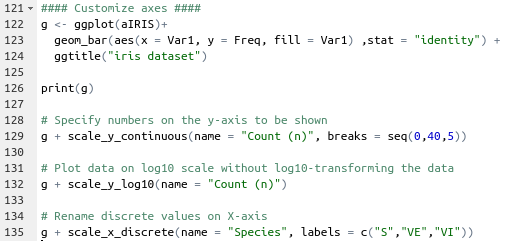 121 #### Customize axes ####
122 g <- ggplot(aIRIS)+
123   geom_bar(aes(x = Var1, y = Freq, fill = Var1) ,stat = "identity") +
124   ggtitle("iris dataset")
125
126 print(g)
127
128 # Specify numbers on the y-axis to be shown
129 g + scale_y_continuous(name = "Count (n)", breaks = seq(0,40,5))
130
131 # Plot data on log10 scale without log10-transforming the data
132 g + scale_y_log10(name = "Count (n)")
133
134 # Rename discrete values on X-axis
135 g + scale_x_discrete(name = "Species", labels = c("S","VE","VI"))